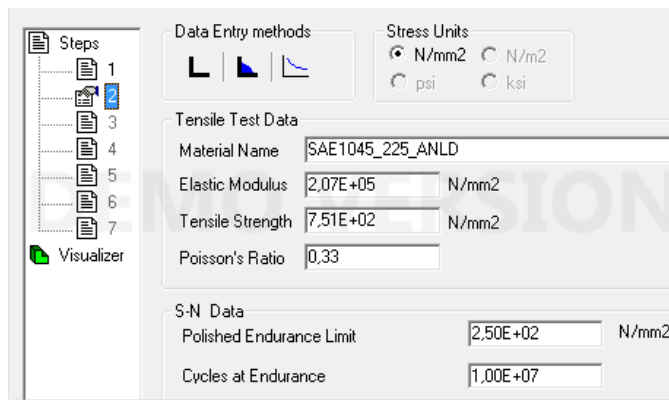 Steps
1
2
3
4
5
6
7
Visualizer
Data Entry methods
Stress Units
N/mm2 N/m2
psi ksi
Tensile Test Data
Material Name SAE1045_225_ANLD
Elastic Modulus 2,07E+05 N/mm2
Tensile Strength 7,51E+02 N/mm2
Poisson's Ratio 0,33
S-N Data
Polished Endurance Limit 2,50E+02 N/mm2
Cycles at Endurance 1,00E+07
DEMO VERSION